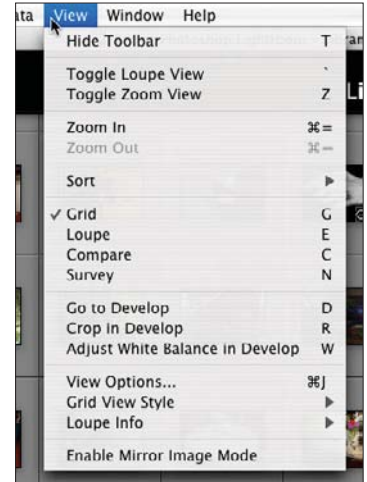 ta View Window Help
Hide Toolbar T
Toggle Loupe View `
Toggle Zoom View Z
Li
Zoom In ⌘=
Zoom Out ⌘−
Sort
✓ Grid G
Loupe E
Compare C
Survey N
Go to Develop D
Crop in Develop R
Adjust White Balance in Develop W
View Options... ⌘J
Grid View Style
Loupe Info
Enable Mirror Image Mode